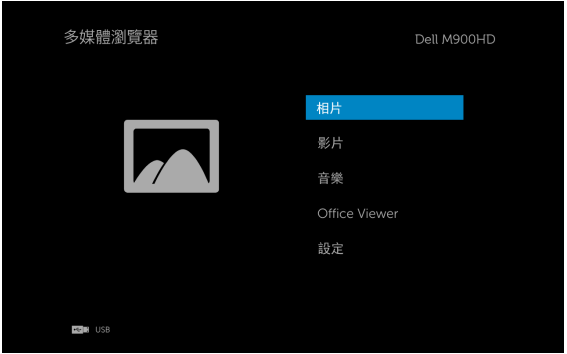 多媒體瀏覽器
Dell M900HD
相片
影片
音樂
Office Viewer
設定
USB